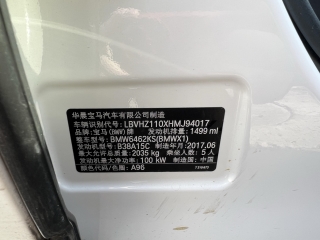 华晨宝马汽车有限公司制造
车辆识别代号: LBVHZ110XHMJ94017
品牌: 宝马(BMW)牌 发动机排量: 1499 ml
整车型号: BMW6462KS(BMWX1)
发动机型号: B38A15C 制造年月: 2017.06
最大允许总质量: 2035 kg 乘坐人数: 5 人
发动机最大净功率: 100 kW 制造国: 中国
颜色代码/色圈: A96